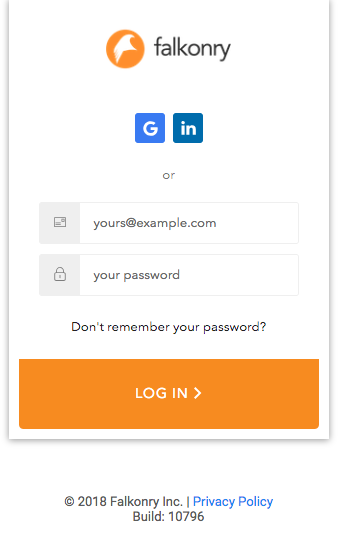 falkonry
G
in
or
yours@example.com
your password
Don't remember your password?
LOG IN
© 2018 Falkonry Inc. | Privacy Policy
Build: 10796